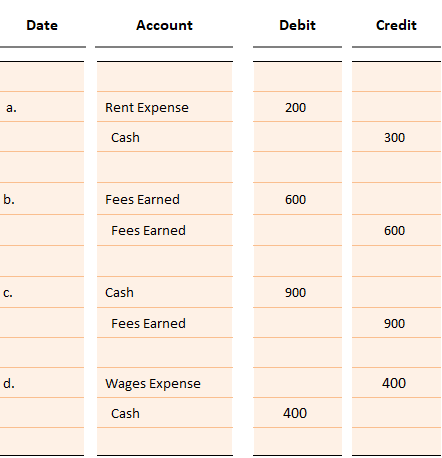 Date Account Debit Credit
a. Rent Expense 200
Cash 300
b. Fees Earned 600
Fees Earned 600
c. Cash 900
Fees Earned 900
d. Wages Expense 400
Cash 400